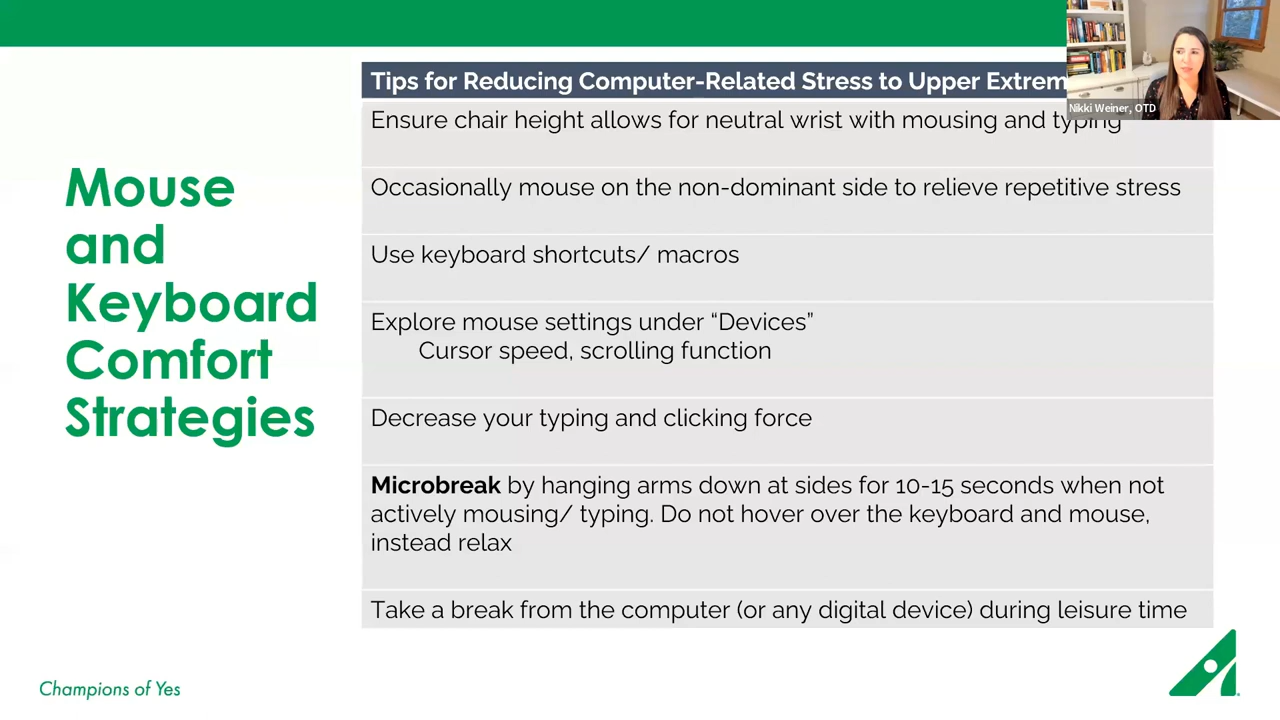 Tips for Reducing Computer-Related Stress to Upper
Nikki Weiner, OTD
Ensure chair height allows for neutral wrist with mousing and typing
Mouse
and
Keyboard
Comfort
Strategies
Occasionally mouse on the non-dominant side to relieve repetitive stress
Use keyboard shortcuts/ macros
Explore mouse settings under “Devices”
Cursor speed, scrolling function
Decrease your typing and clicking force
Microbreak by hanging arms down at sides for 10-15 seconds when not
actively mousing/ typing. Do not hover over the keyboard and mouse,
instead relax
Take a break from the computer (or any digital device) during leisure time
Champions of Yes